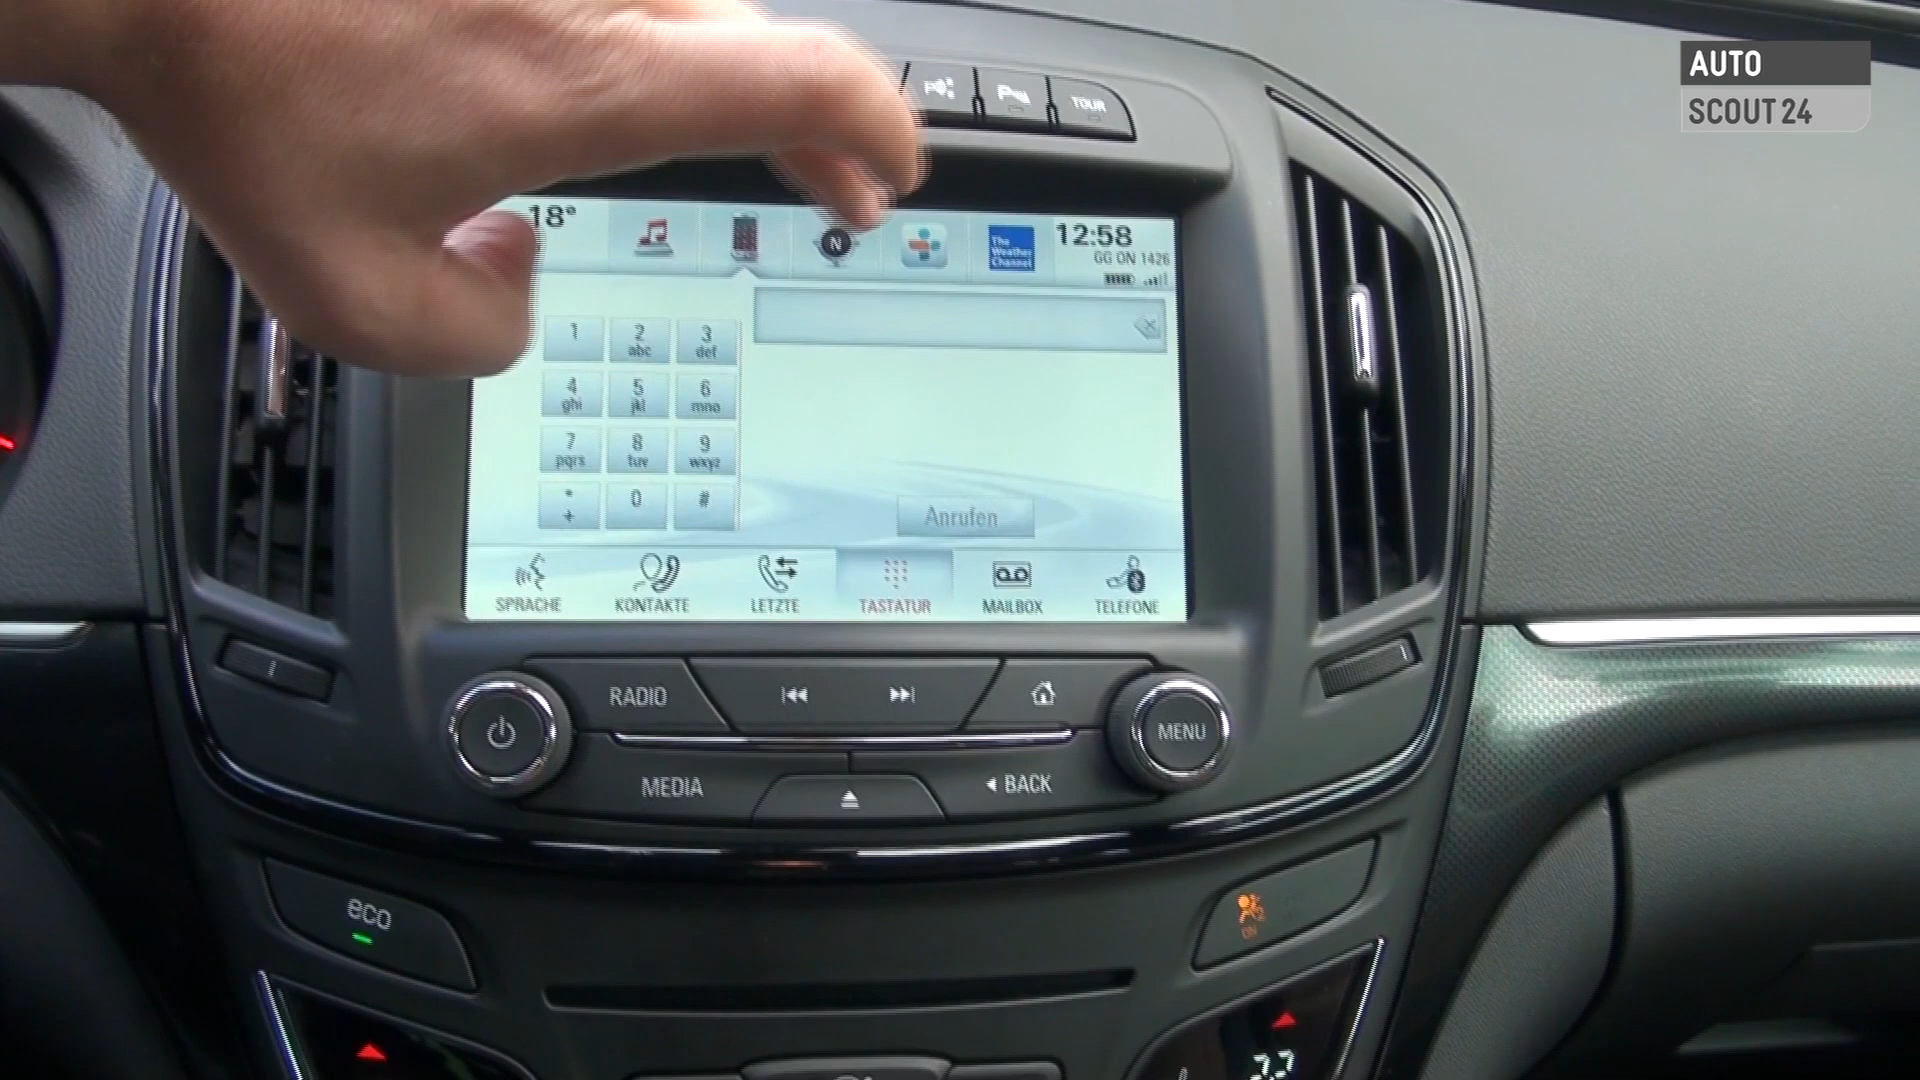 AUTO
SCOUT24
TOUR
18°
N
The
Weather
Channel
12:58
GG ON 1426
1
2
abc
3
def
4
ghi
5
jkl
6
mno
7
pqrs
8
tuv
9
wxyz
*
+
0
#
Anrufen
SPRACHE
KONTAKTE
LETZTE
TASTATUR
MAILBOX
TELEFONE
RADIO
MENU
MEDIA
BACK
eco
ON